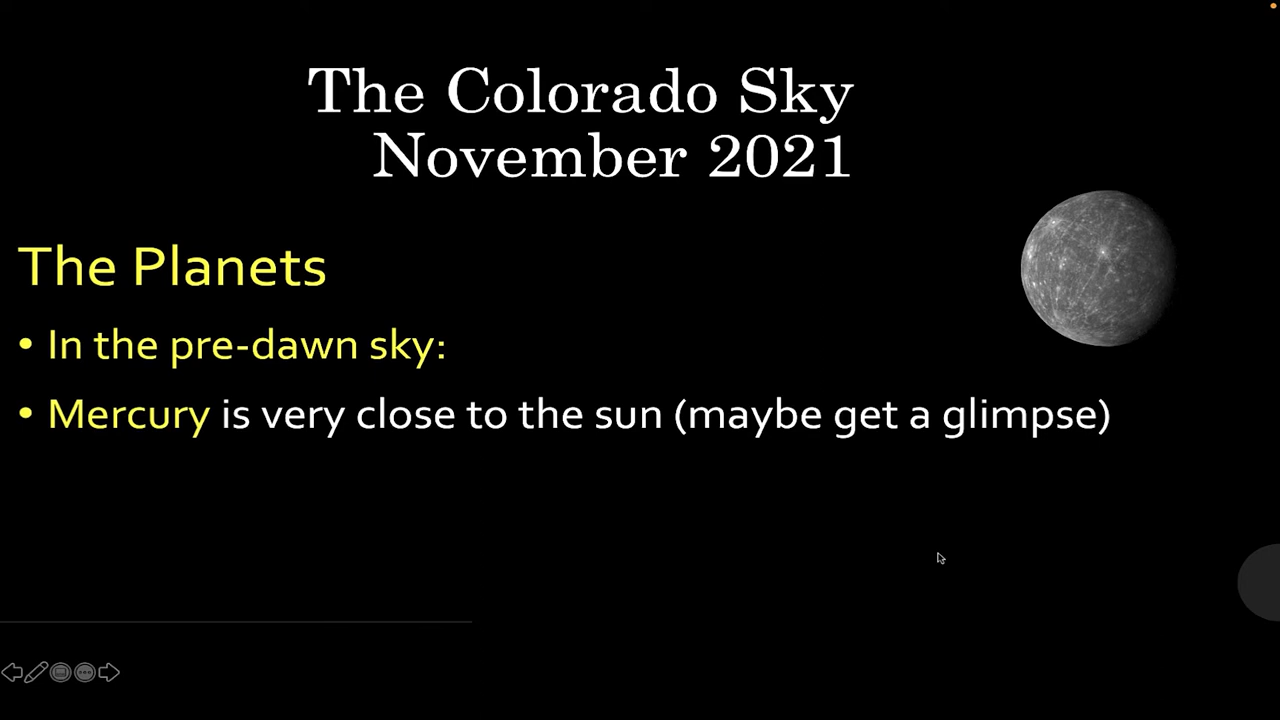 The Colorado Sky
November 2021
The Planets
• In the pre-dawn sky:
• Mercury is very close to the sun (maybe get a glimpse)